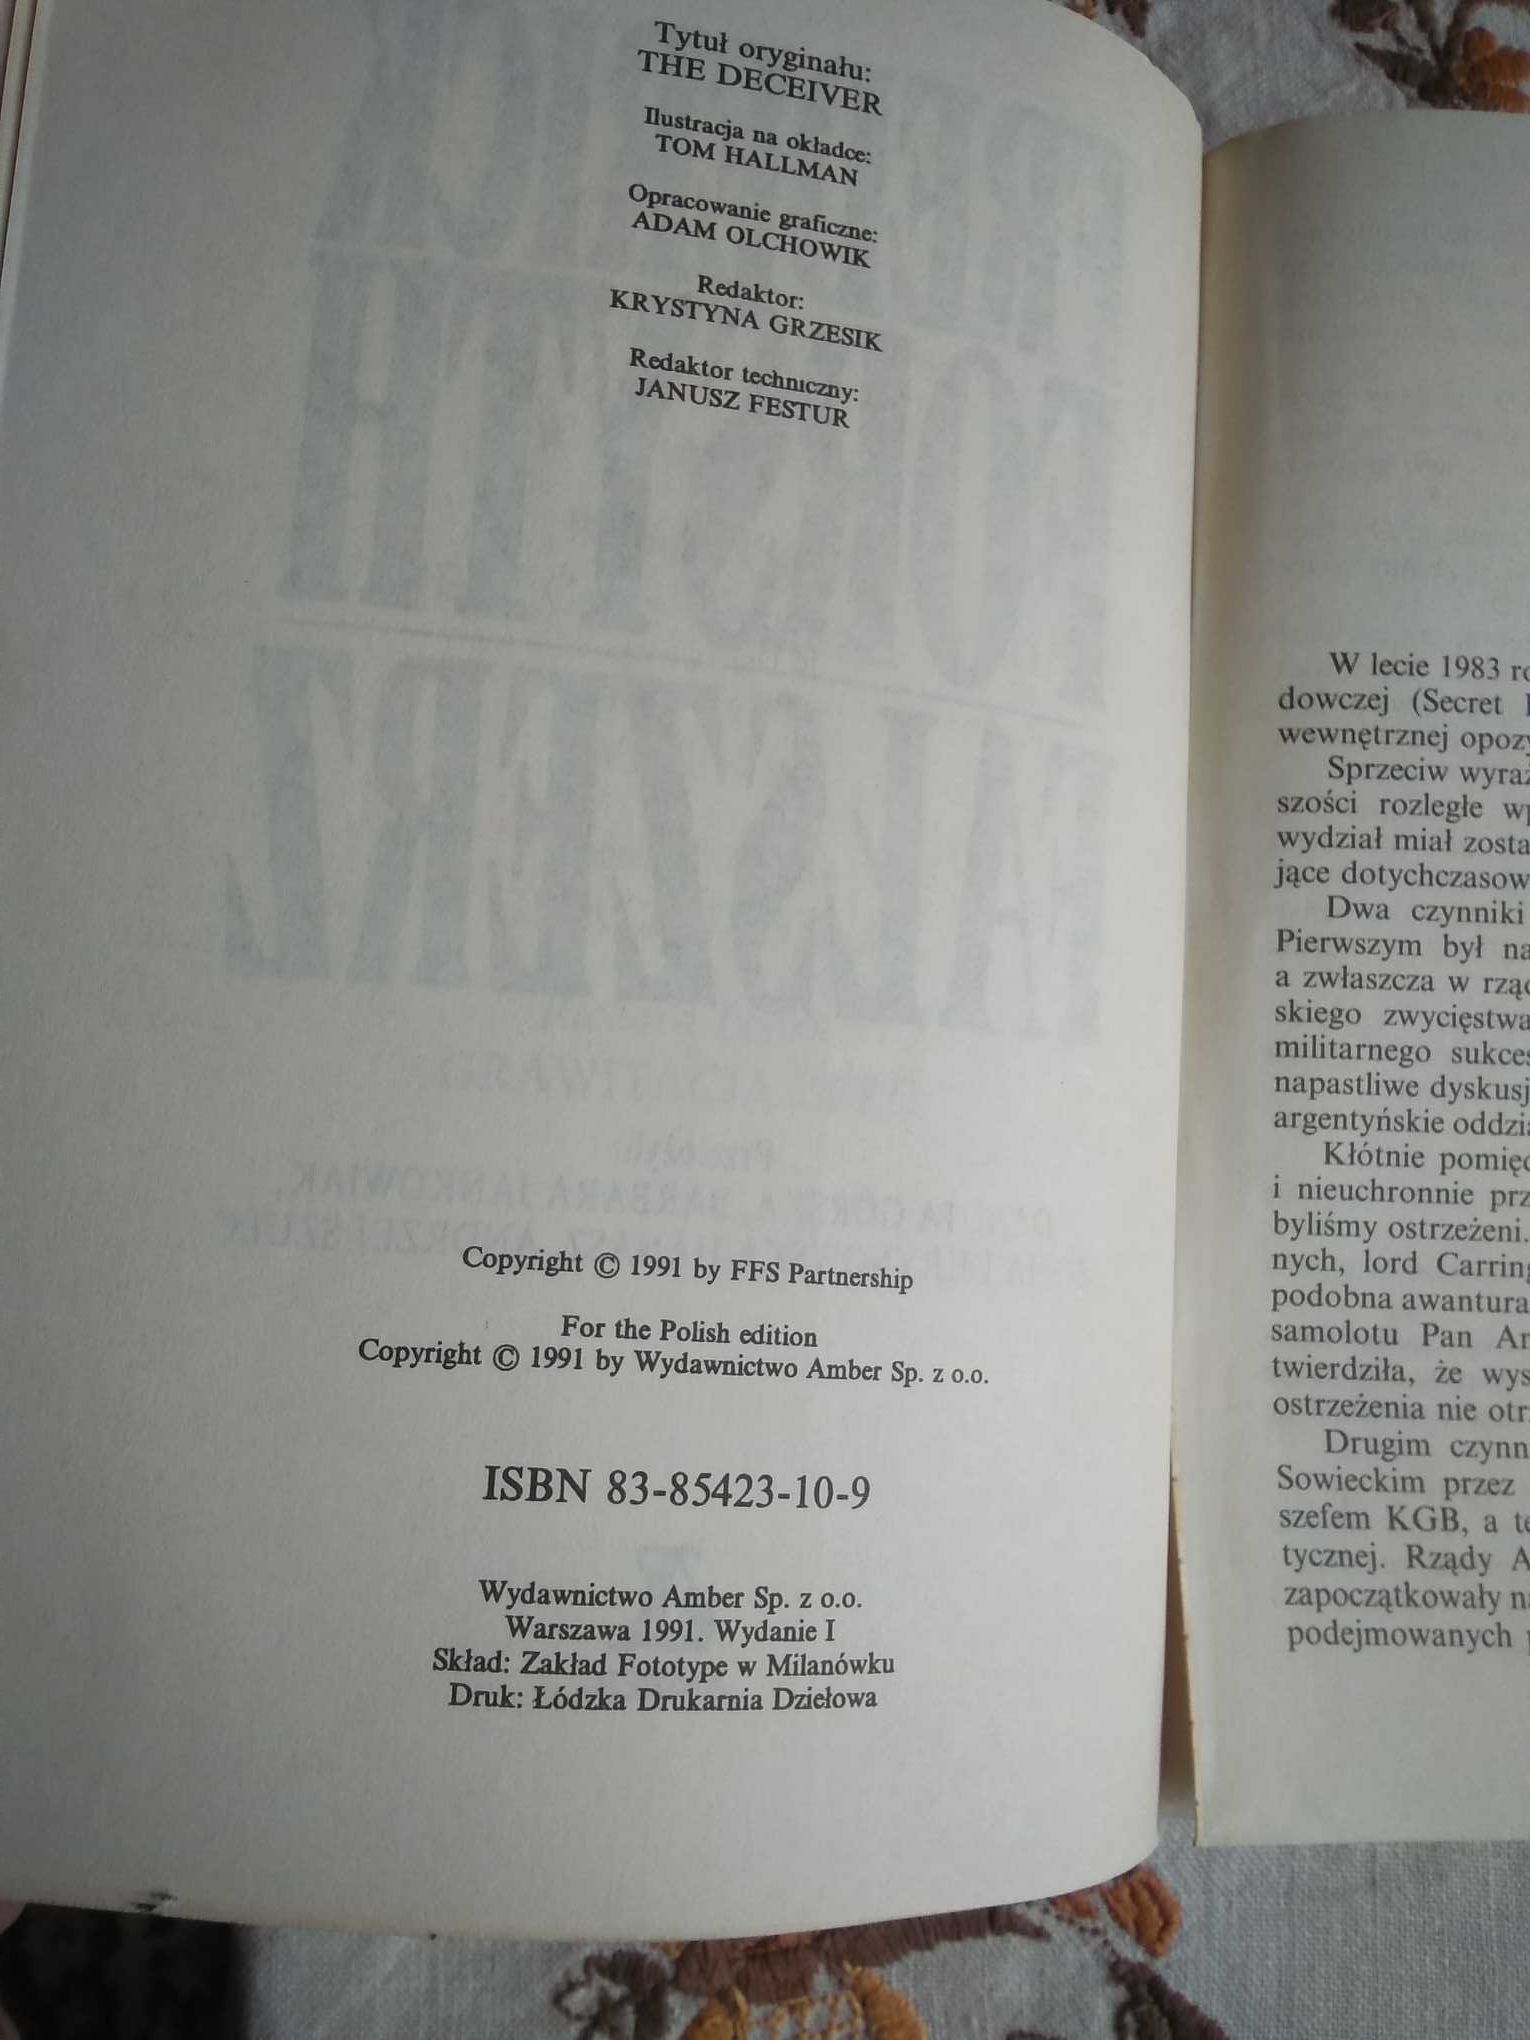 Tytuł oryginału:
THE DECEIVER
Ilustracja na okładce:
TOM HALLMAN
Opracowanie graficzne:
ADAM OLCHOWIK
Redaktor:
KRYSTYNA GRZESIK
Redaktor techniczny:
JANUSZ FESTUR
Copyright © 1991 by FFS Partnership
For the Polish edition
Copyright © 1991 by Wydawnictwo Amber Sp. z o.o.
ISBN 83-85423-10-9
Wydawnictwo Amber Sp. z o.o.
Warszawa 1991. Wydanie I
Skład: Zakład Fototype w Milanówku
Druk: Łódzka Drukarnia Dziełowa
W lecie 1983
dowczej (Secret
wewnętrznej
Sprzeciw
szości rozległe
wydział miał
jące
Dwa czynniki
Pierwszym był
a zwłaszcza w
skiego zwycięstwa
militarnego
napastliwe
argentyńskie
Kłótnie
i nieuchronnie
byliśmy ostrzeżeni.
nych, lord
podobna awantura
samolotu Pan
twierdziła, że
ostrzeżenia nie
Drugim
Sowieckim przez
szefem KGB, a
tycznej. Rządy
zapoczątkowały
podejmowanych